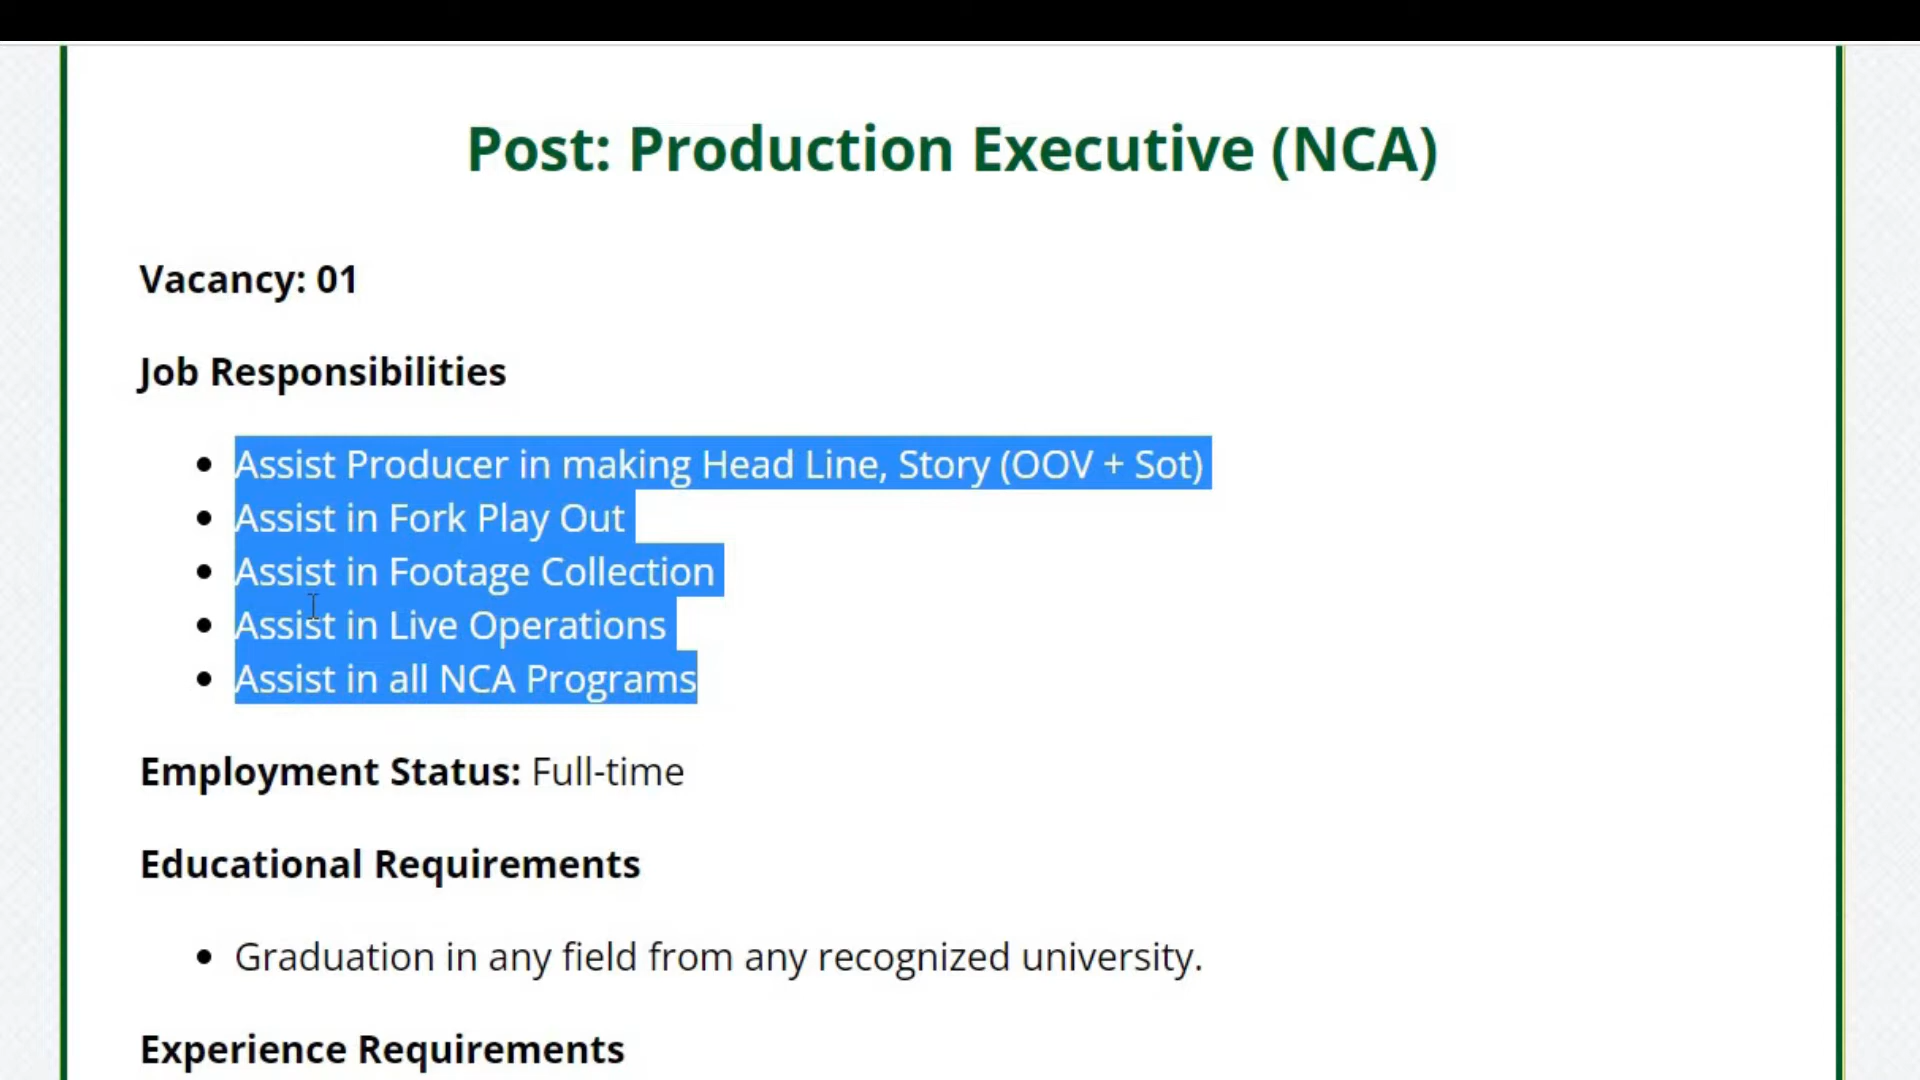 Post: Production Executive (NCA)
Vacancy: 01
Job Responsibilities
Assist Producer in making Head Line, Story (OOV + Sot)
Assist in Fork Play Out
Assist in Footage Collection
Assist in Live Operations
Assist in all NCA Programs
Employment Status: Full-time
Educational Requirements
Graduation in any field from any recognized university.
Experience Requirements